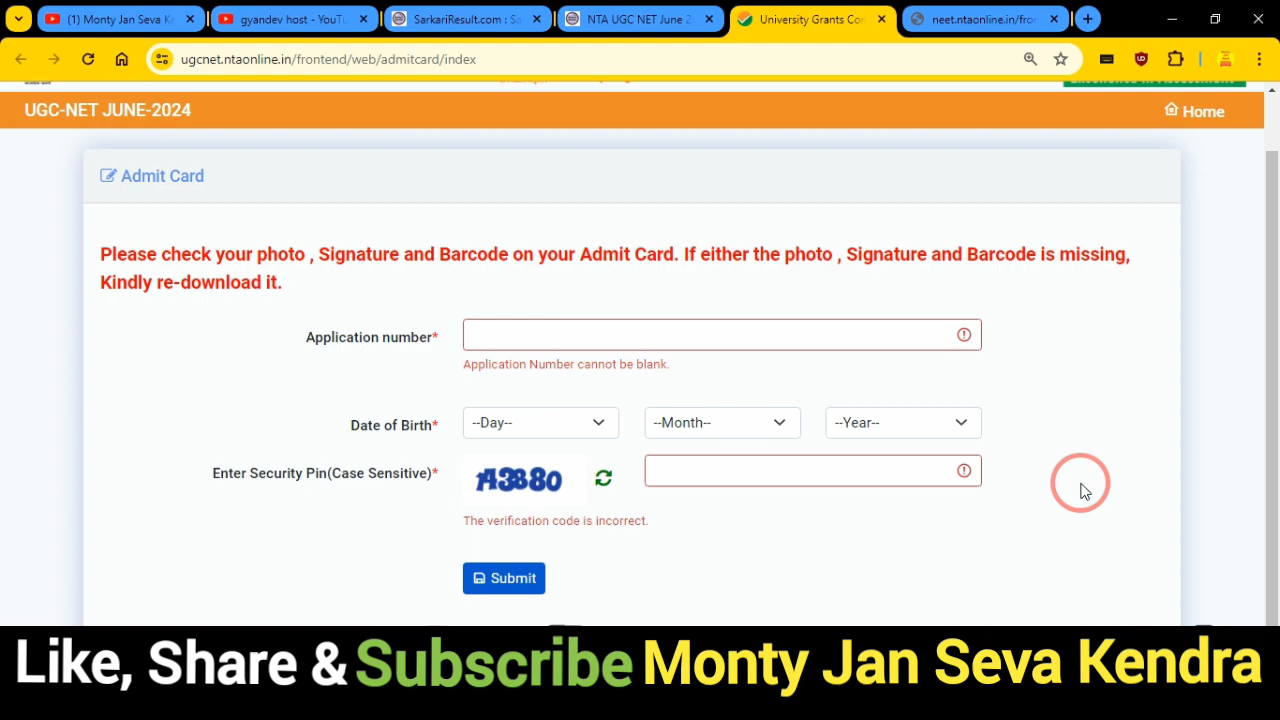 (1) Monty Jan Seva Ke
gyandev host - YouTu
SarkariResult.com : Sa
NTA UGC NET June 2
University Grants Com
neet.ntaonline.in/fron
ugcnet.ntaonline.in/frontend/web/admitcard/index
UGC-NET JUNE-2024
Home
Admit Card
Please check your photo , Signature and Barcode on your Admit Card. If either the photo , Signature and Barcode is missing,
Kindly re-download it.
Application number*
Application Number cannot be blank.
Date of Birth*
--Day--
--Month--
--Year--
Enter Security Pin(Case Sensitive)*
The verification code is incorrect.
Submit
Like, Share & Subscribe Monty Jan Seva Kendra